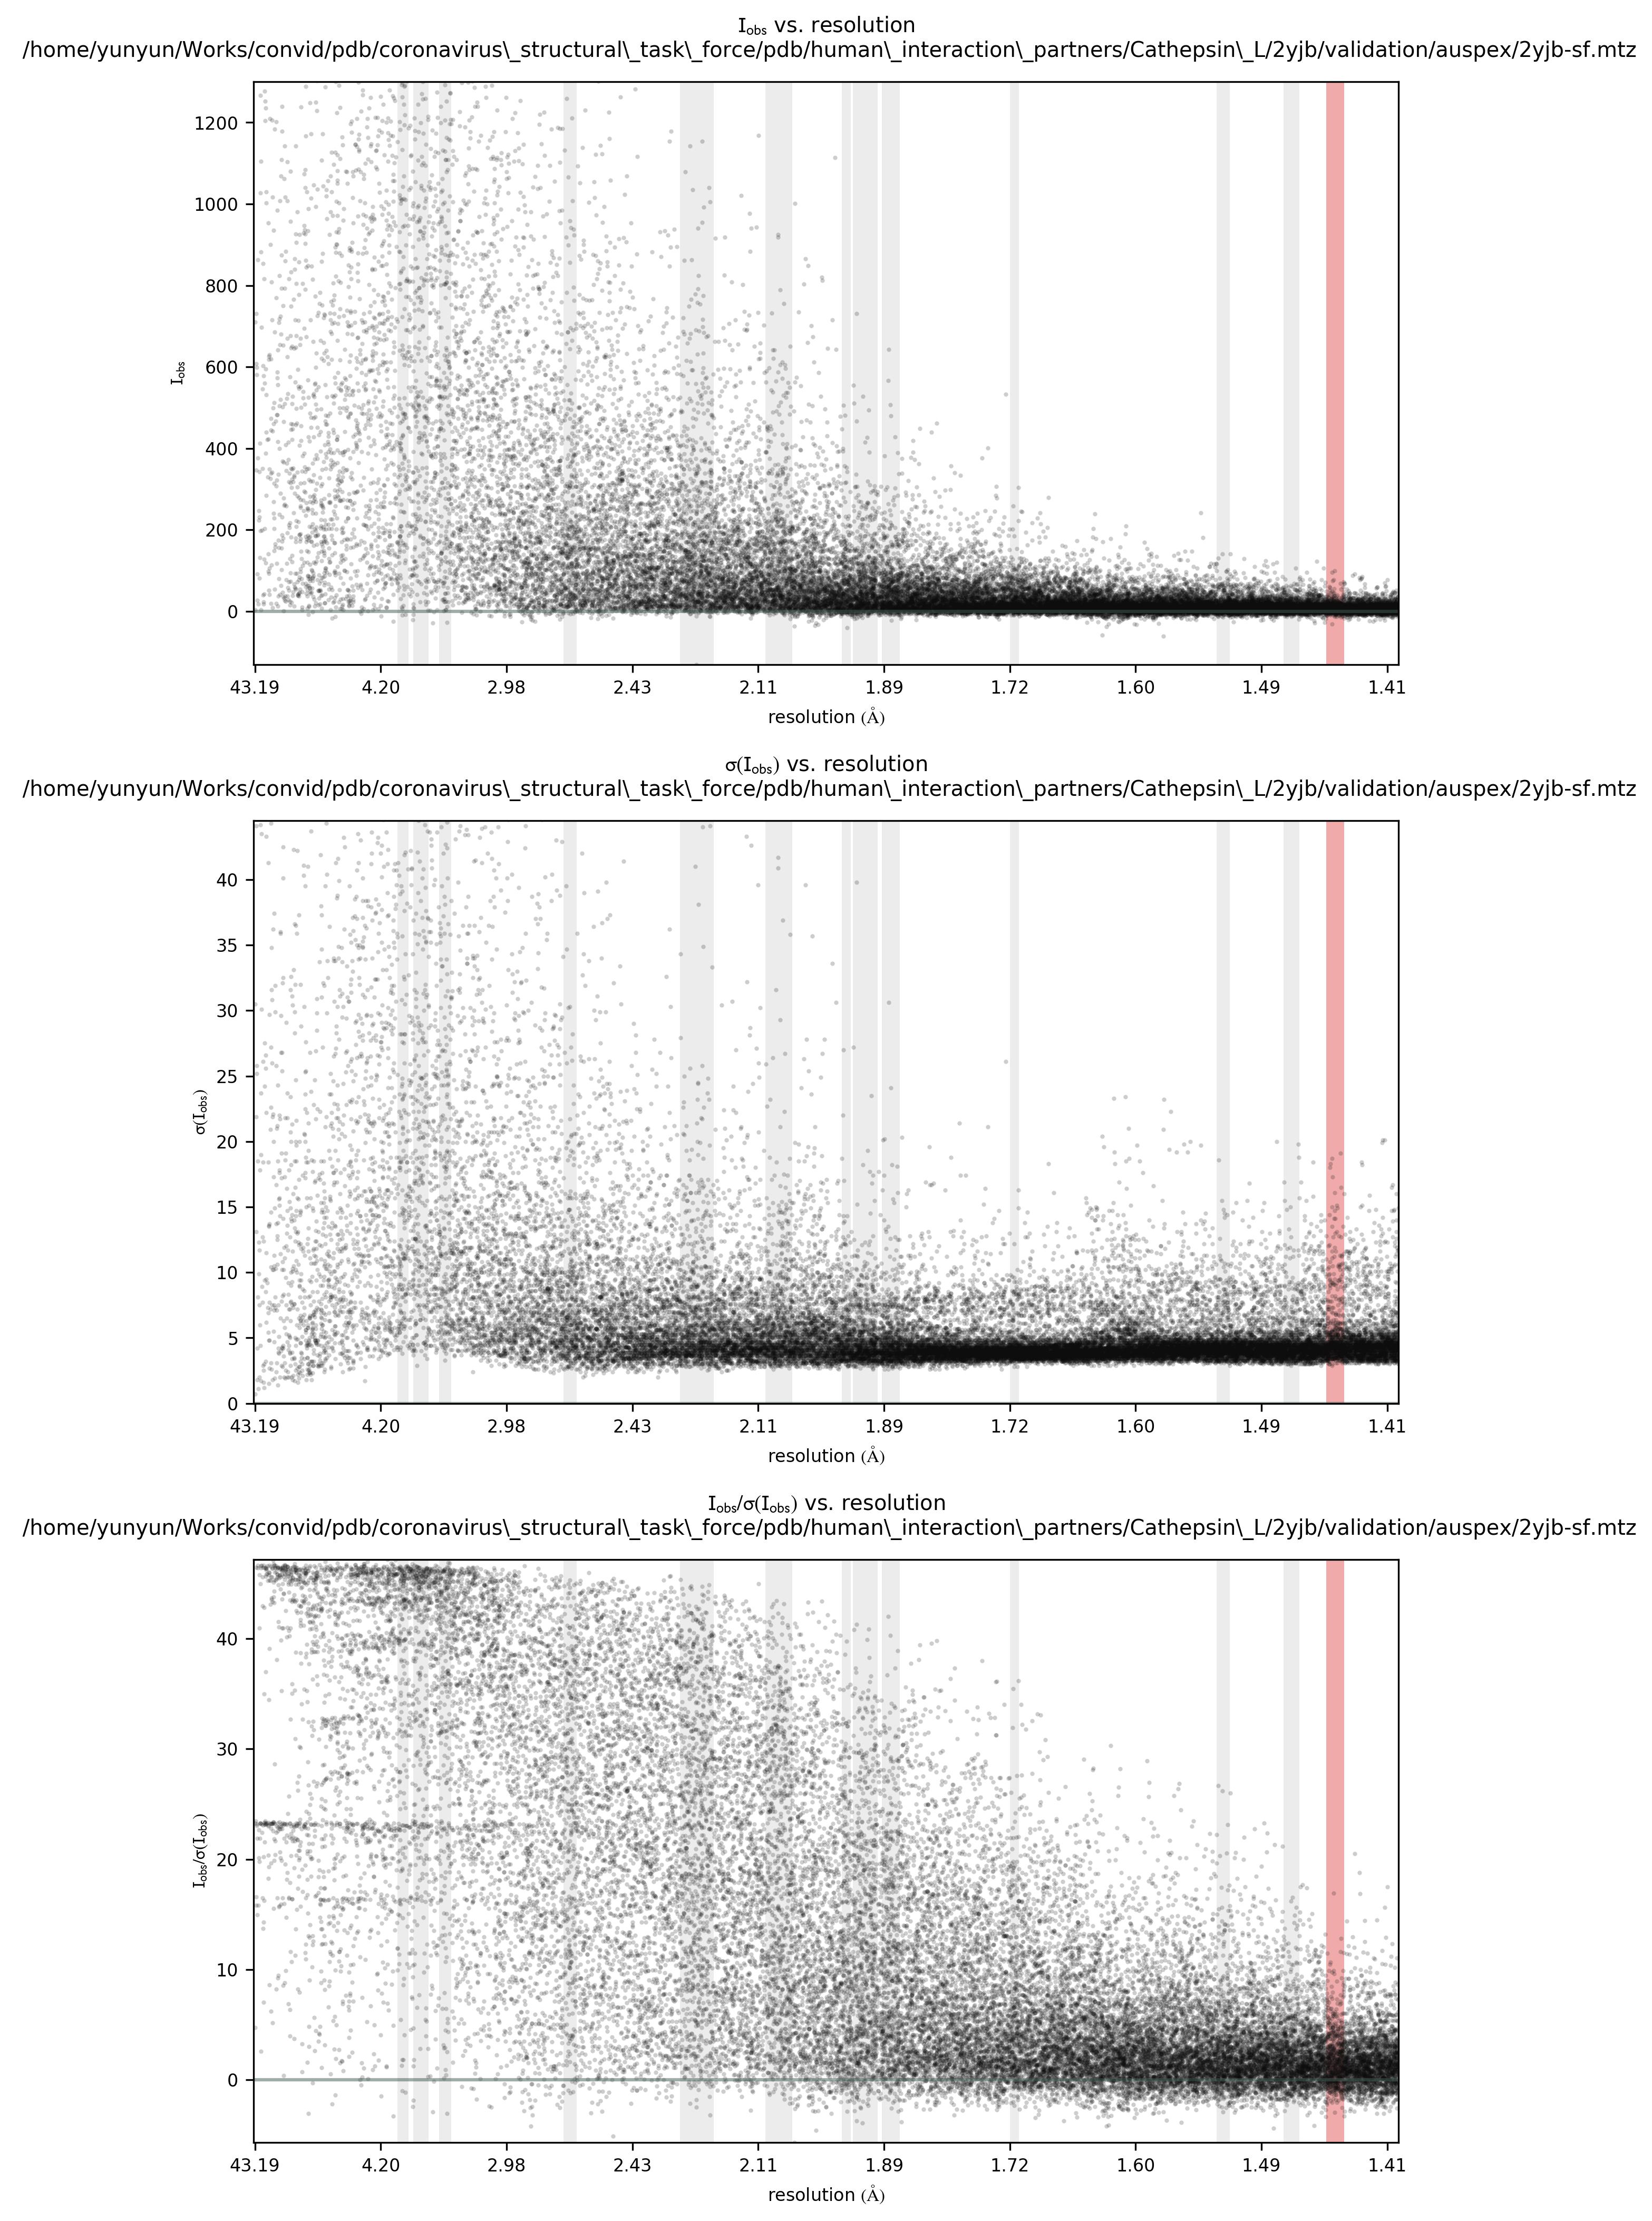 Iobs vs. resolution
/home/yunyun/Works/convid/pdb/coronavirus\_structural\_task\_force/pdb/human\_interaction\_partners/Cathepsin\_L/2yjb/validation/auspex/2yjb-sf.mtz
1200
1000
800
600
400
200
0
Iobs
43.19 4.20 2.98 2.43 2.11 1.89 1.72 1.60 1.49 1.41
resolution (Å)
σ(Iobs) vs. resolution
/home/yunyun/Works/convid/pdb/coronavirus\_structural\_task\_force/pdb/human\_interaction\_partners/Cathepsin\_L/2yjb/validation/auspex/2yjb-sf.mtz
40
35
30
25
20
15
10
5
0
σ(Iobs)
43.19 4.20 2.98 2.43 2.11 1.89 1.72 1.60 1.49 1.41
resolution (Å)
Iobs/σ(Iobs) vs. resolution
/home/yunyun/Works/convid/pdb/coronavirus\_structural\_task\_force/pdb/human\_interaction\_partners/Cathepsin\_L/2yjb/validation/auspex/2yjb-sf.mtz
40
30
20
10
0
Iobs/σ(Iobs)
43.19 4.20 2.98 2.43 2.11 1.89 1.72 1.60 1.49 1.41
resolution (Å)